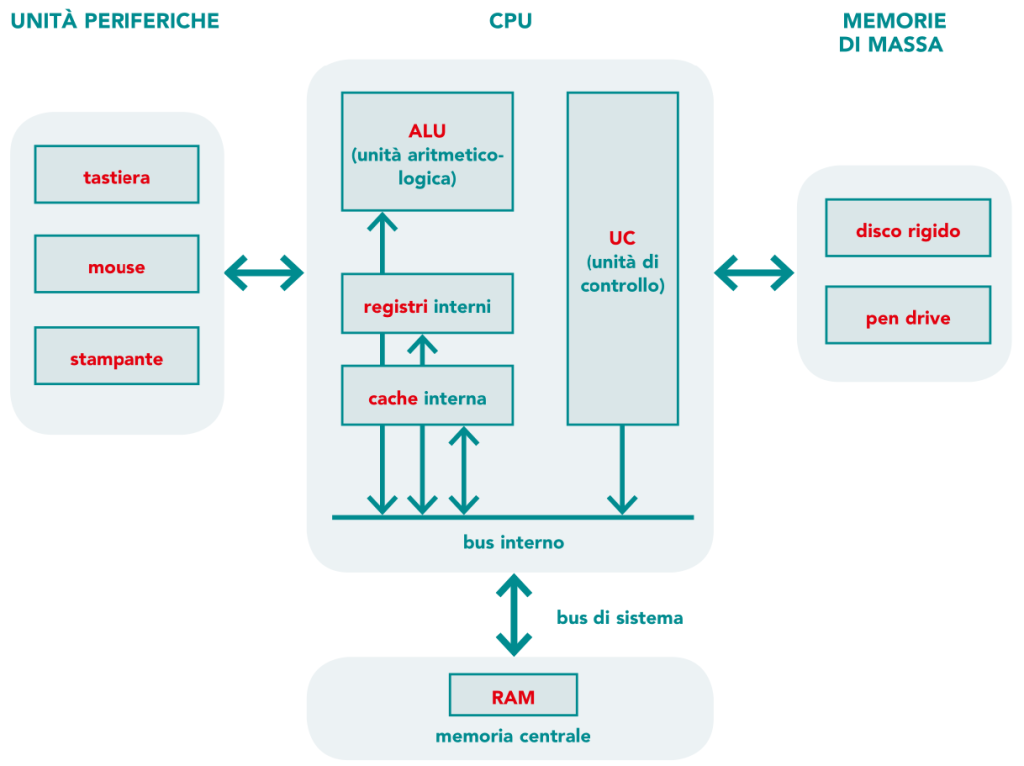 UNITÀ PERIFERICHE
tastiera
mouse
stampante
CPU
ALU
(unità aritmetico-
logica)
registri interni
cache interna
UC
(unità di
controllo)
bus interno
MEMORIE
DI MASSA
disco rigido
pen drive
bus di sistema
RAM
memoria centrale